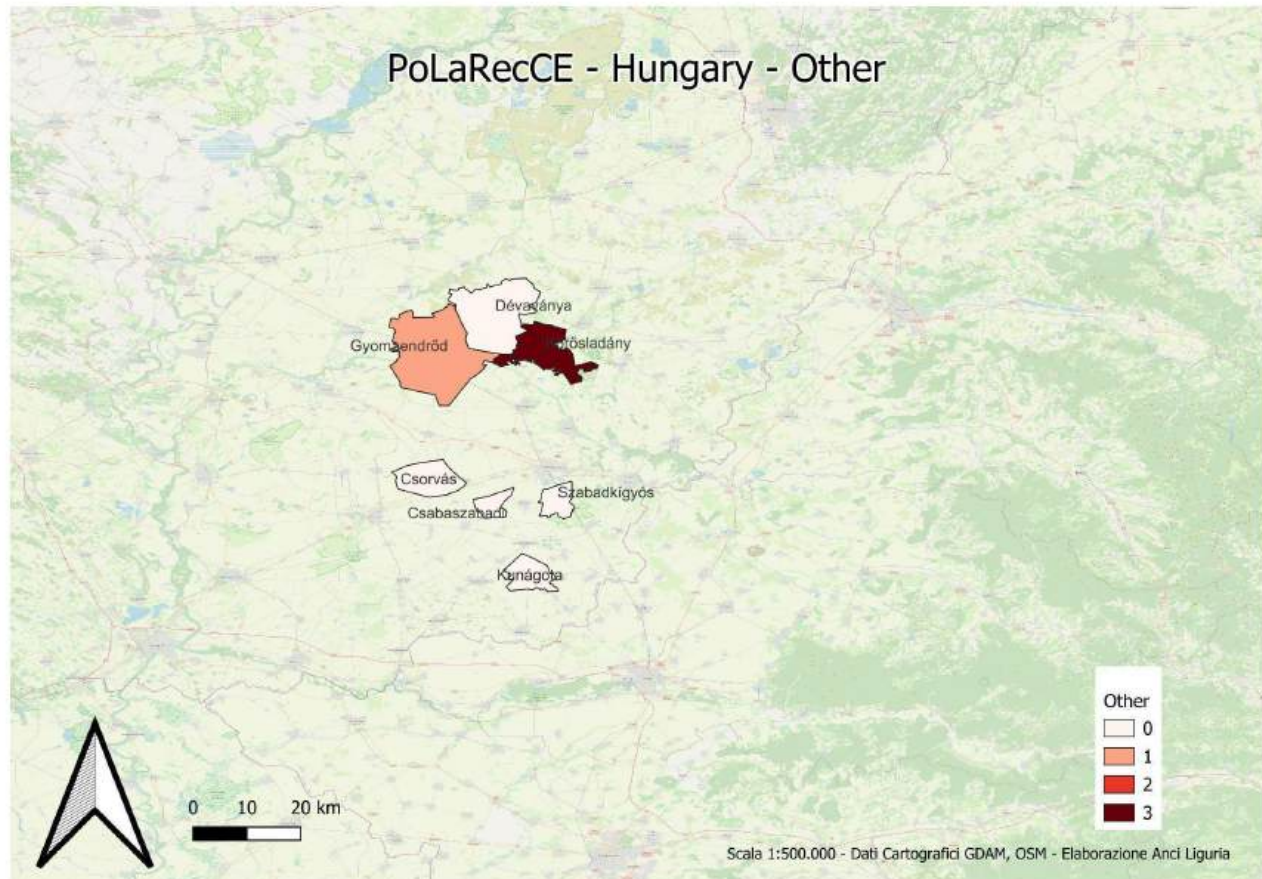 PoLaRecCE - Hungary - Other
Dévaványa
Gyomaendrőd
Csorvás
Szabadkígyós
Csabaszabadi
Kunágota
Other
0
1
2
3
0 10 20 km
Scala 1:500.000 - Dati Cartografici GDAM, OSM - Elaborazione Anci Liguria